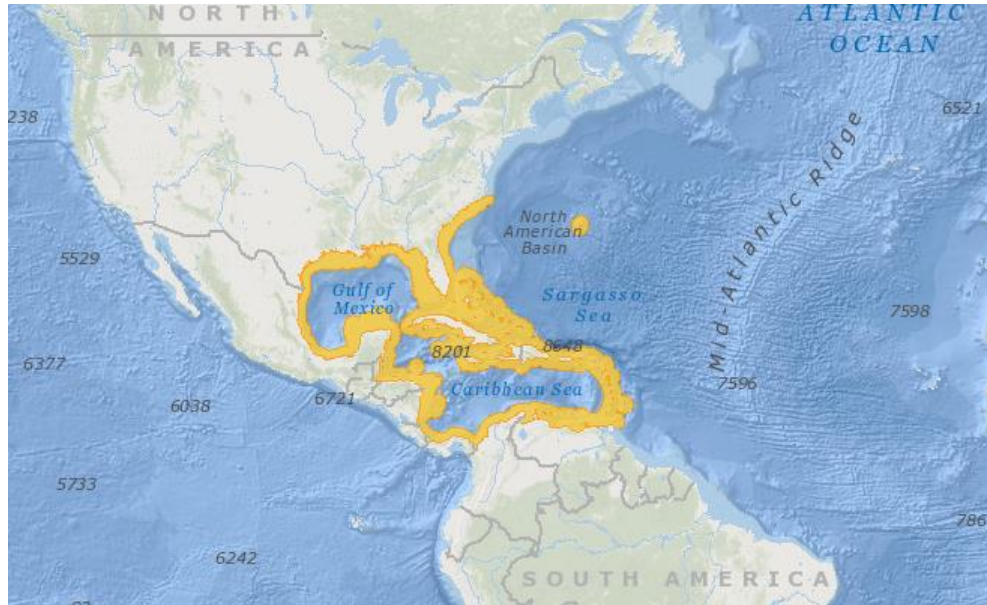 NORTH
AMERICA
ATLANTIC
OCEAN
238
6521
Mid-Atlantic Ridge
North
American
Basin
5529
Gulf of
Mexico
Sargasso
Sea
7598
8201
8648
6377
Caribbean Sea
7596
6721
6038
5733
786
6242
SOUTH AMERICA